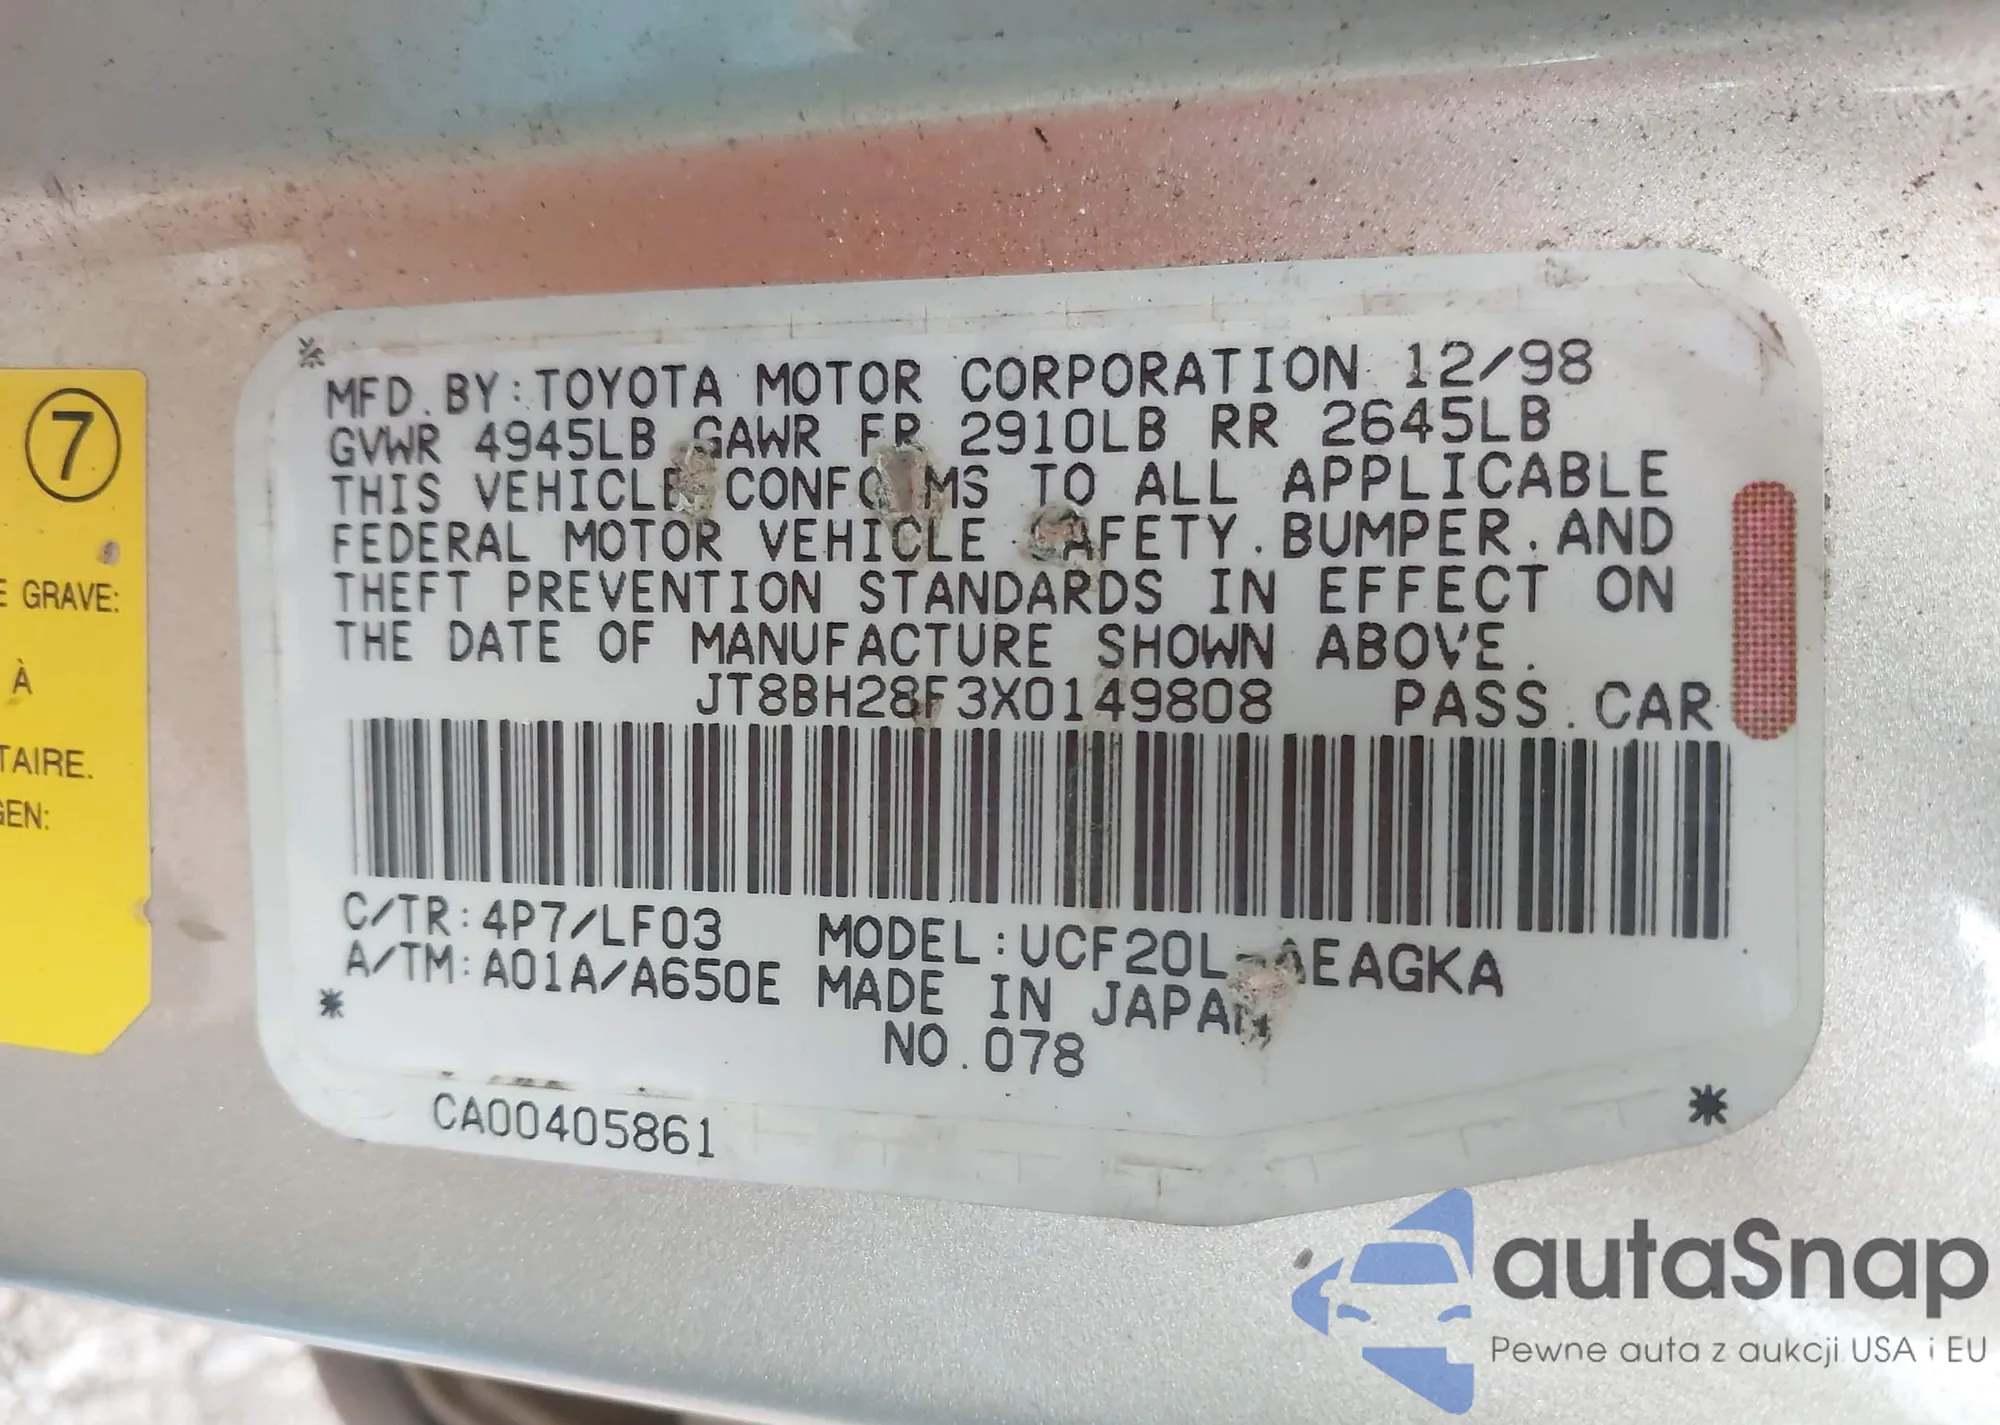 7
E GRAVE:
À
TAIRE.
GEN:
MFD. BY: TOYOTA MOTOR CORPORATION 12/98
GVWR 4945LB GAWR FR 2910LB RR 2645LB
THIS VEHICLE CONFORMS TO ALL APPLICABLE
FEDERAL MOTOR VEHICLE SAFETY, BUMPER, AND
THEFT PREVENTION STANDARDS IN EFFECT ON
THE DATE OF MANUFACTURE SHOWN ABOVE.
JT8BH28F3X0149808 PASS. CAR
C/TR: 4P7/LF03 MODEL: UCF20L-AEAGKA
A/TM: A01A/A650E MADE IN JAPAN
NO. 078
CA00405861
autaSnap
Pewne auta z aukcji USA i EU